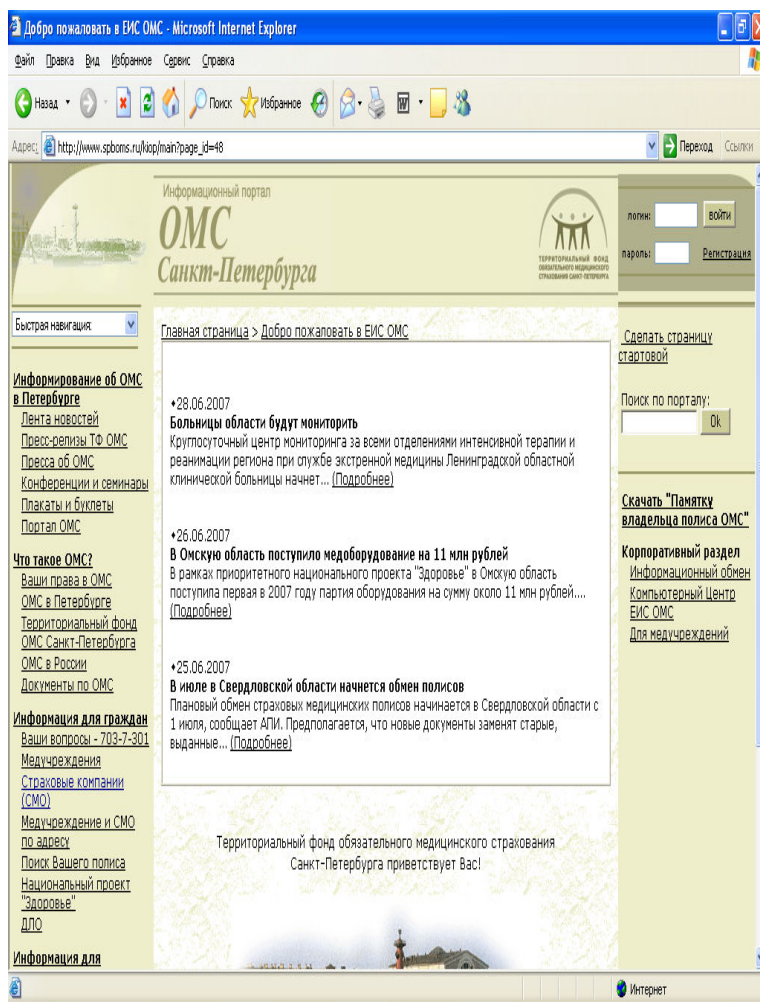 Добро пожаловать в ЕИС ОМС - Microsoft Internet Explorer
Файл Правка Вид Избранное Сервис Справка
Назад Поиск Избранное
Адрес: http://www.spboms.ru/kiop/main?page_id=48 Переход Ссылки
Информационный портал
ОМС
Санкт-Петербурга
ТЕРРИТОРИАЛЬНЫЙ ФОНД
ОБЯЗАТЕЛЬНОГО МЕДИЦИНСКОГО
СТРАХОВАНИЯ САНКТ-ПЕТЕРБУРГА
логин: войти
пароль: Регистрация
Быстрая навигация:
Информирование об ОМС
в Петербурге
Лента новостей
Пресс-релизы ТФ ОМС
Пресса об ОМС
Конференции и семинары
Плакаты и буклеты
Портал ОМС
Что такое ОМС?
Ваши права в ОМС
ОМС в Петербурге
Территориальный фонд
ОМС Санкт-Петербурга
ОМС в России
Документы по ОМС
Информация для граждан
Ваши вопросы - 703-7-301
Медучреждения
Страховые компании
(СМО)
Медучреждение и СМО
по адресу
Поиск Вашего полиса
Национальный проект
"Здоровье"
ДЛО
Информация для
Главная страница > Добро пожаловать в ЕИС ОМС
28.06.2007
Больницы области будут мониторить
Круглосуточный центр мониторинга за всеми отделениями интенсивной терапии и
реанимации региона при службе экстренной медицины Ленинградской областной
клинической больницы начнет... (Подробнее)
26.06.2007
В Омскую область поступило медоборудование на 11 млн рублей
В рамках приоритетного национального проекта "Здоровье" в Омскую область
поступила первая в 2007 году партия оборудования на сумму около 11 млн рублей....
(Подробнее)
25.06.2007
В июле в Свердловской области начнется обмен полисов
Плановый обмен страховых медицинских полисов начинается в Свердловской области с
1 июля, сообщает АПИ. Предполагается, что новые документы заменят старые,
выданные... (Подробнее)
Территориальный фонд обязательного медицинского страхования
Санкт-Петербурга приветствует Вас!
Сделать страницу
стартовой
Поиск по порталу:
Ok
Скачать "Памятку
владельца полиса ОМС"
Корпоративный раздел
Информационный обмен
Компьютерный Центр
ЕИС ОМС
Для медучреждений
Интернет